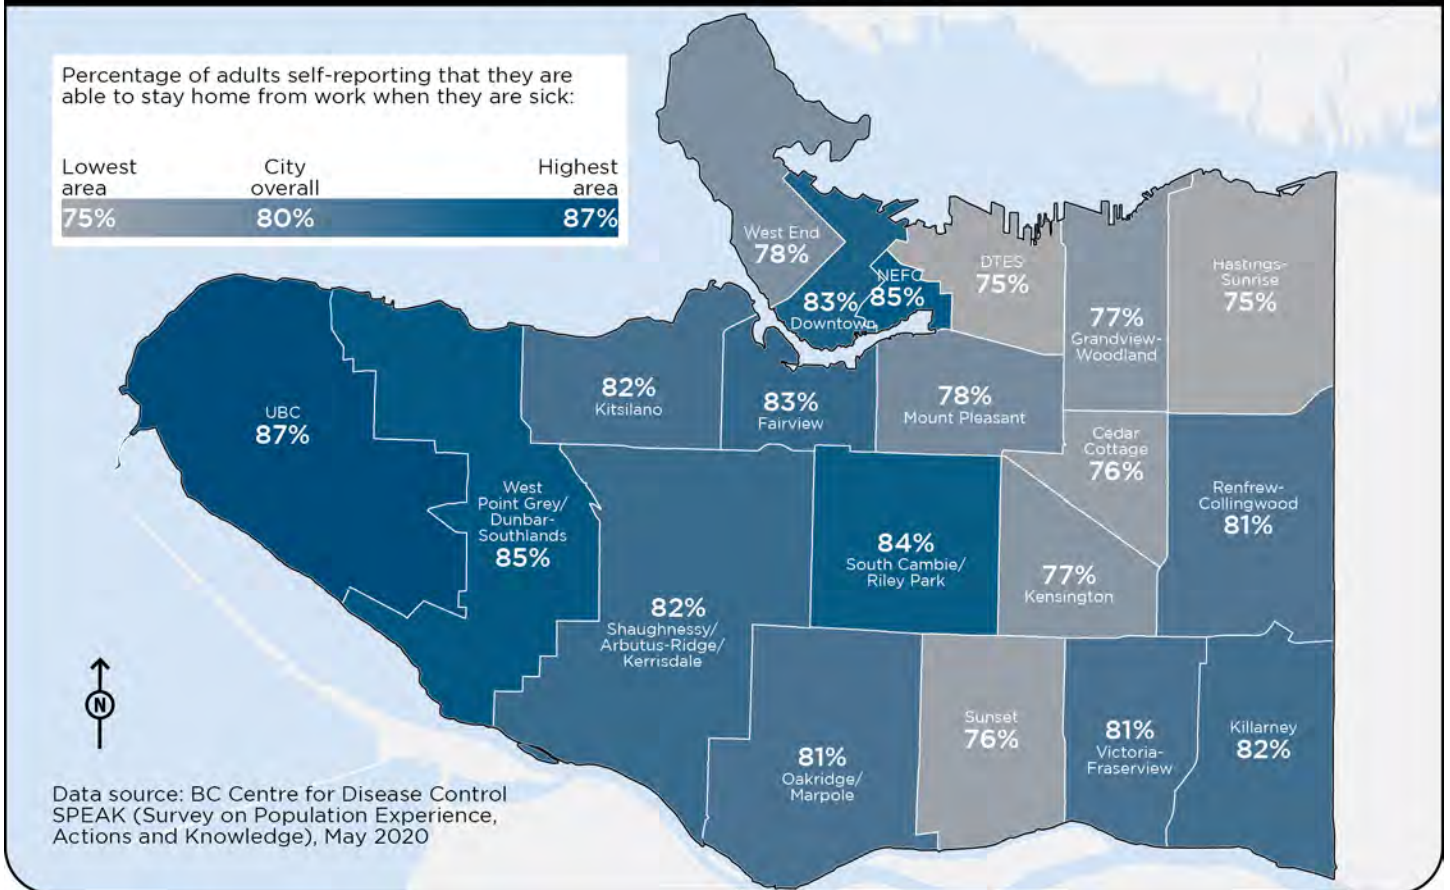 Percentage of adults self-reporting that they are
able to stay home from work when they are sick:
Lowest
area
City
overall
Highest
area
75%
80%
87%
West End
78%
83%
Downtown
NEFC
85%
DTES
75%
77%
Grandview-
Woodland
Hastings-
Sunrise
75%
UBC
87%
West
Point Grey/
Dunbar-
Southlands
85%
82%
Kitsilano
83%
Fairview
78%
Mount Pleasant
Cedar
Cottage
76%
Renfrew-
Collingwood
81%
84%
South Cambie/
Riley Park
77%
Kensington
82%
Shaughnessy/
Arbutus-Ridge/
Kerrisdale
81%
Oakridge/
Marpole
Sunset
76%
81%
Victoria-
Fraserview
Killarney
82%
N
Data source: BC Centre for Disease Control
SPEAK (Survey on Population Experience,
Actions and Knowledge), May 2020